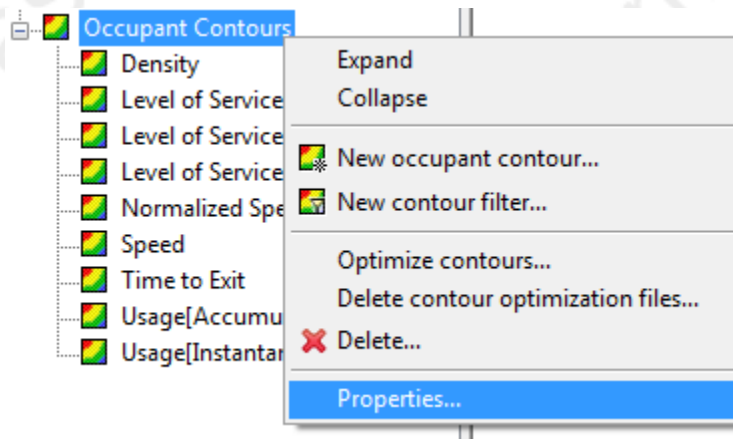 Occupant Contours
Density
Level of Service
Level of Service
Level of Service
Normalized Spe
Speed
Time to Exit
Usage[Accumu
Usage[Instantan
Expand
Collapse
New occupant contour...
New contour filter...
Optimize contours...
Delete contour optimization files...
Delete...
Properties...